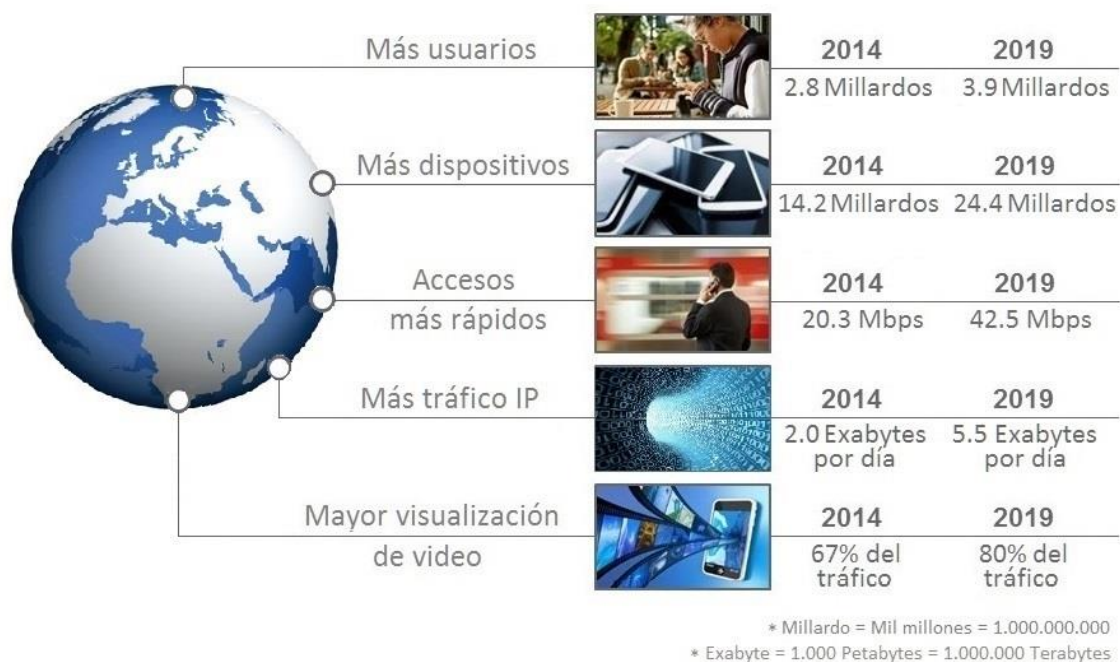 Más usuarios
2014 2019
2.8 Millardos 3.9 Millardos
Más dispositivos
2014 2019
14.2 Millardos 24.4 Millardos
Accesos
más rápidos
2014 2019
20.3 Mbps 42.5 Mbps
Más tráfico IP
2014 2019
2.0 Exabytes 5.5 Exabytes
por día por día
Mayor visualización
de video
2014 2019
67% del 80% del
tráfico tráfico
* Millardo = Mil millones = 1.000.000.000
* Exabyte = 1.000 Petabytes = 1.000.000 Terabytes